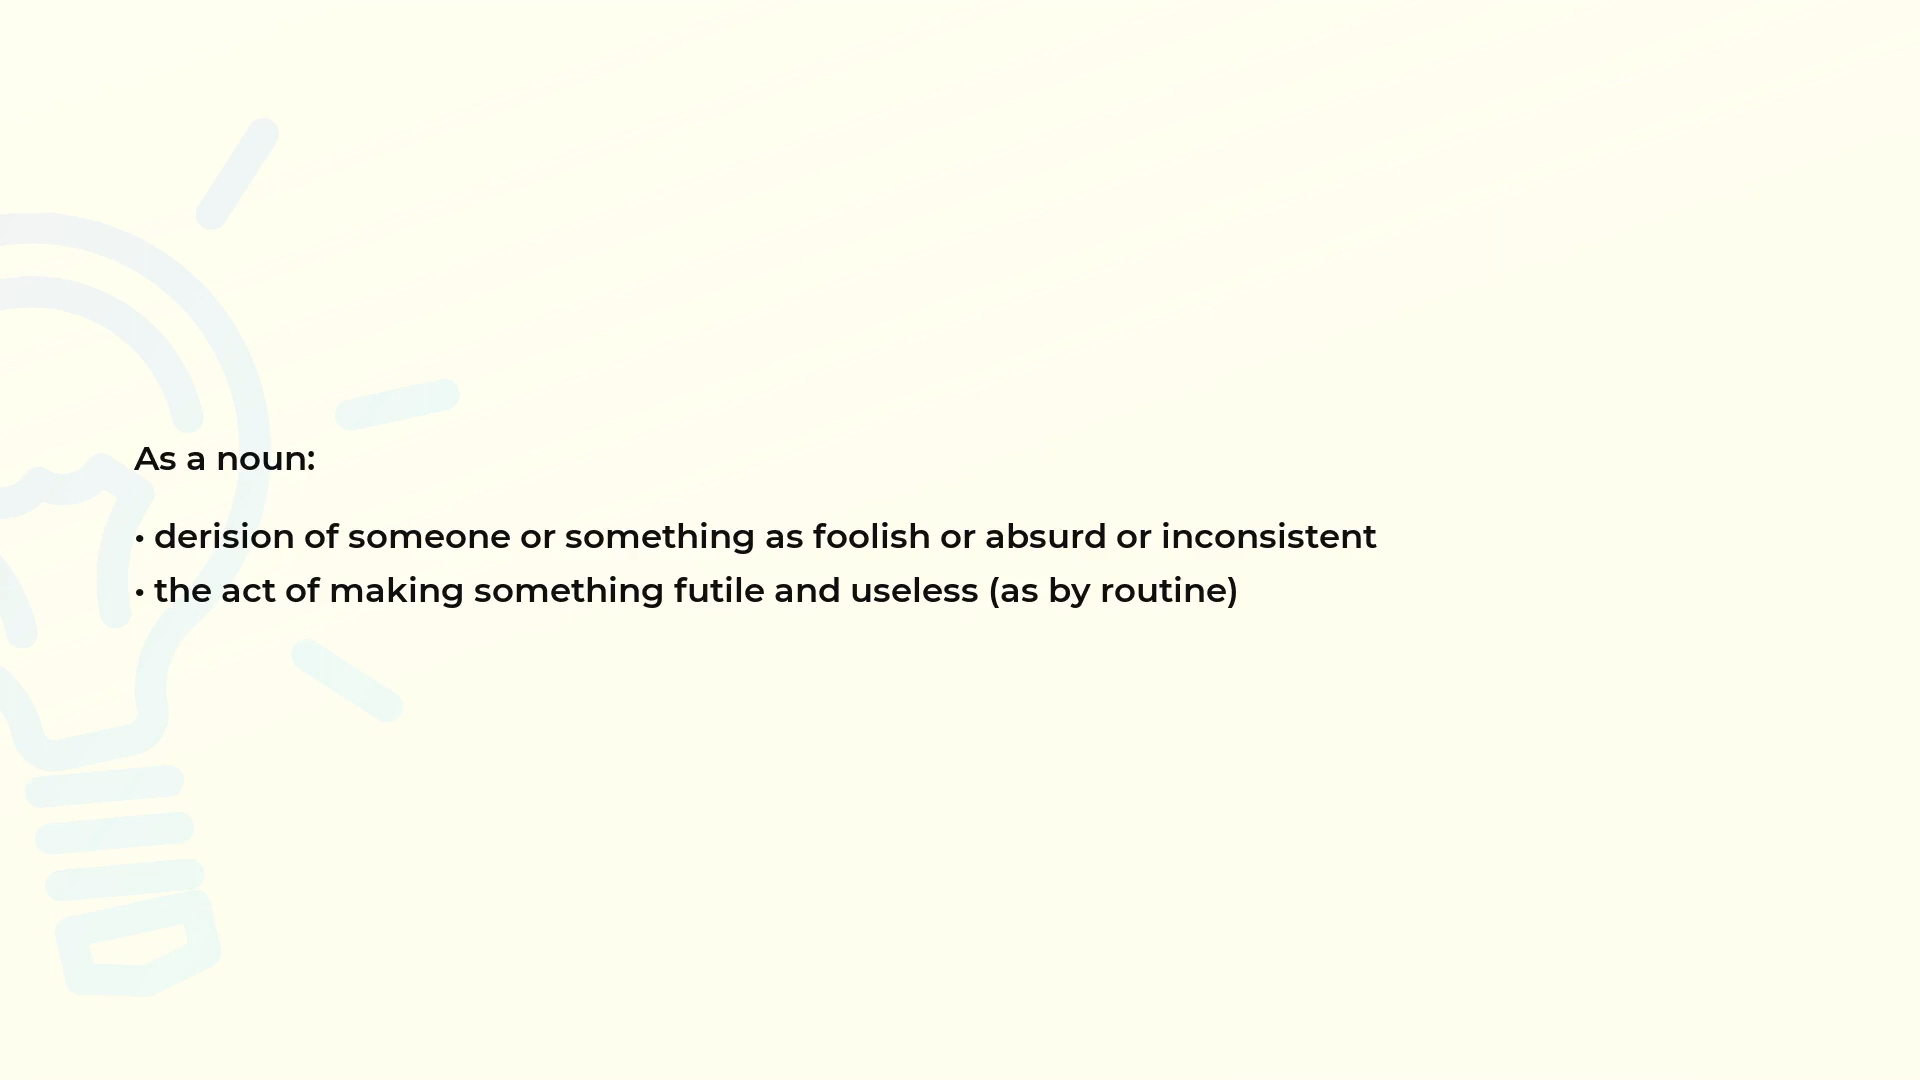 As a noun:
• derision of someone or something as foolish or absurd or inconsistent
• the act of making something futile and useless (as by routine)